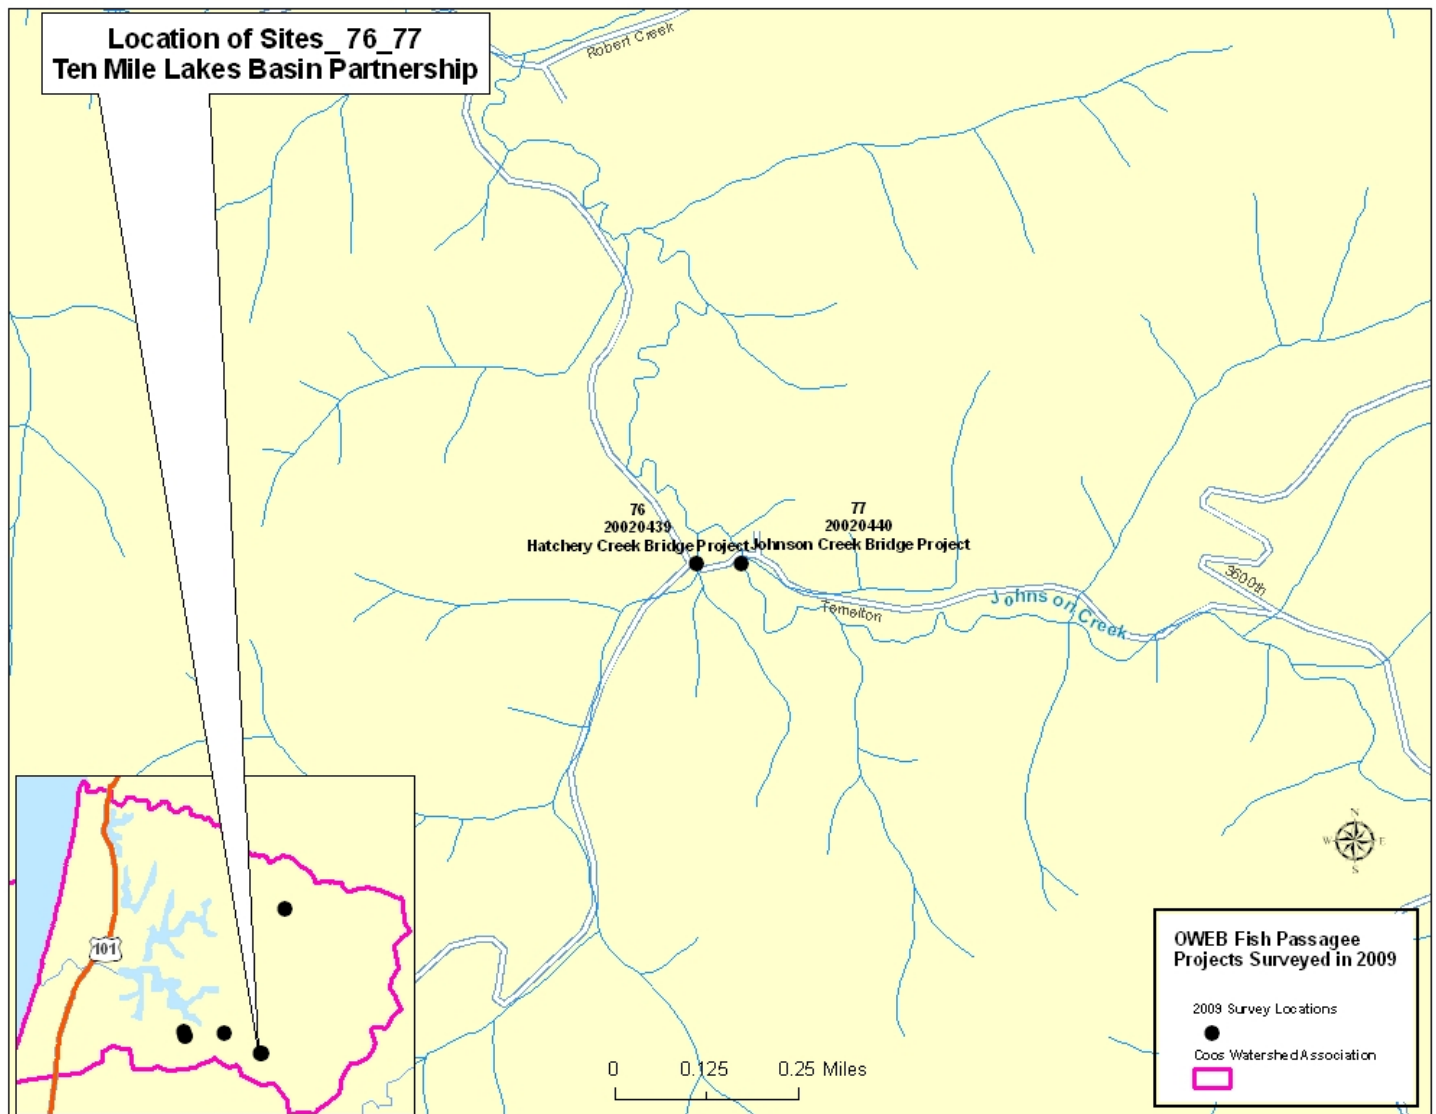 Location of Sites_ 76_77
Ten Mile Lakes Basin Partnership
Robert Creek
76
20020439
Hatchery Creek Bridge Project
77
20020440
Johnson Creek Bridge Project
Temelton
Johnson Creek
3600th
N
W E
S
101
OWEB Fish Passagee
Projects Surveyed in 2009
2009 Survey Locations
Coos Watershed Association
0 0.125 0.25 Miles